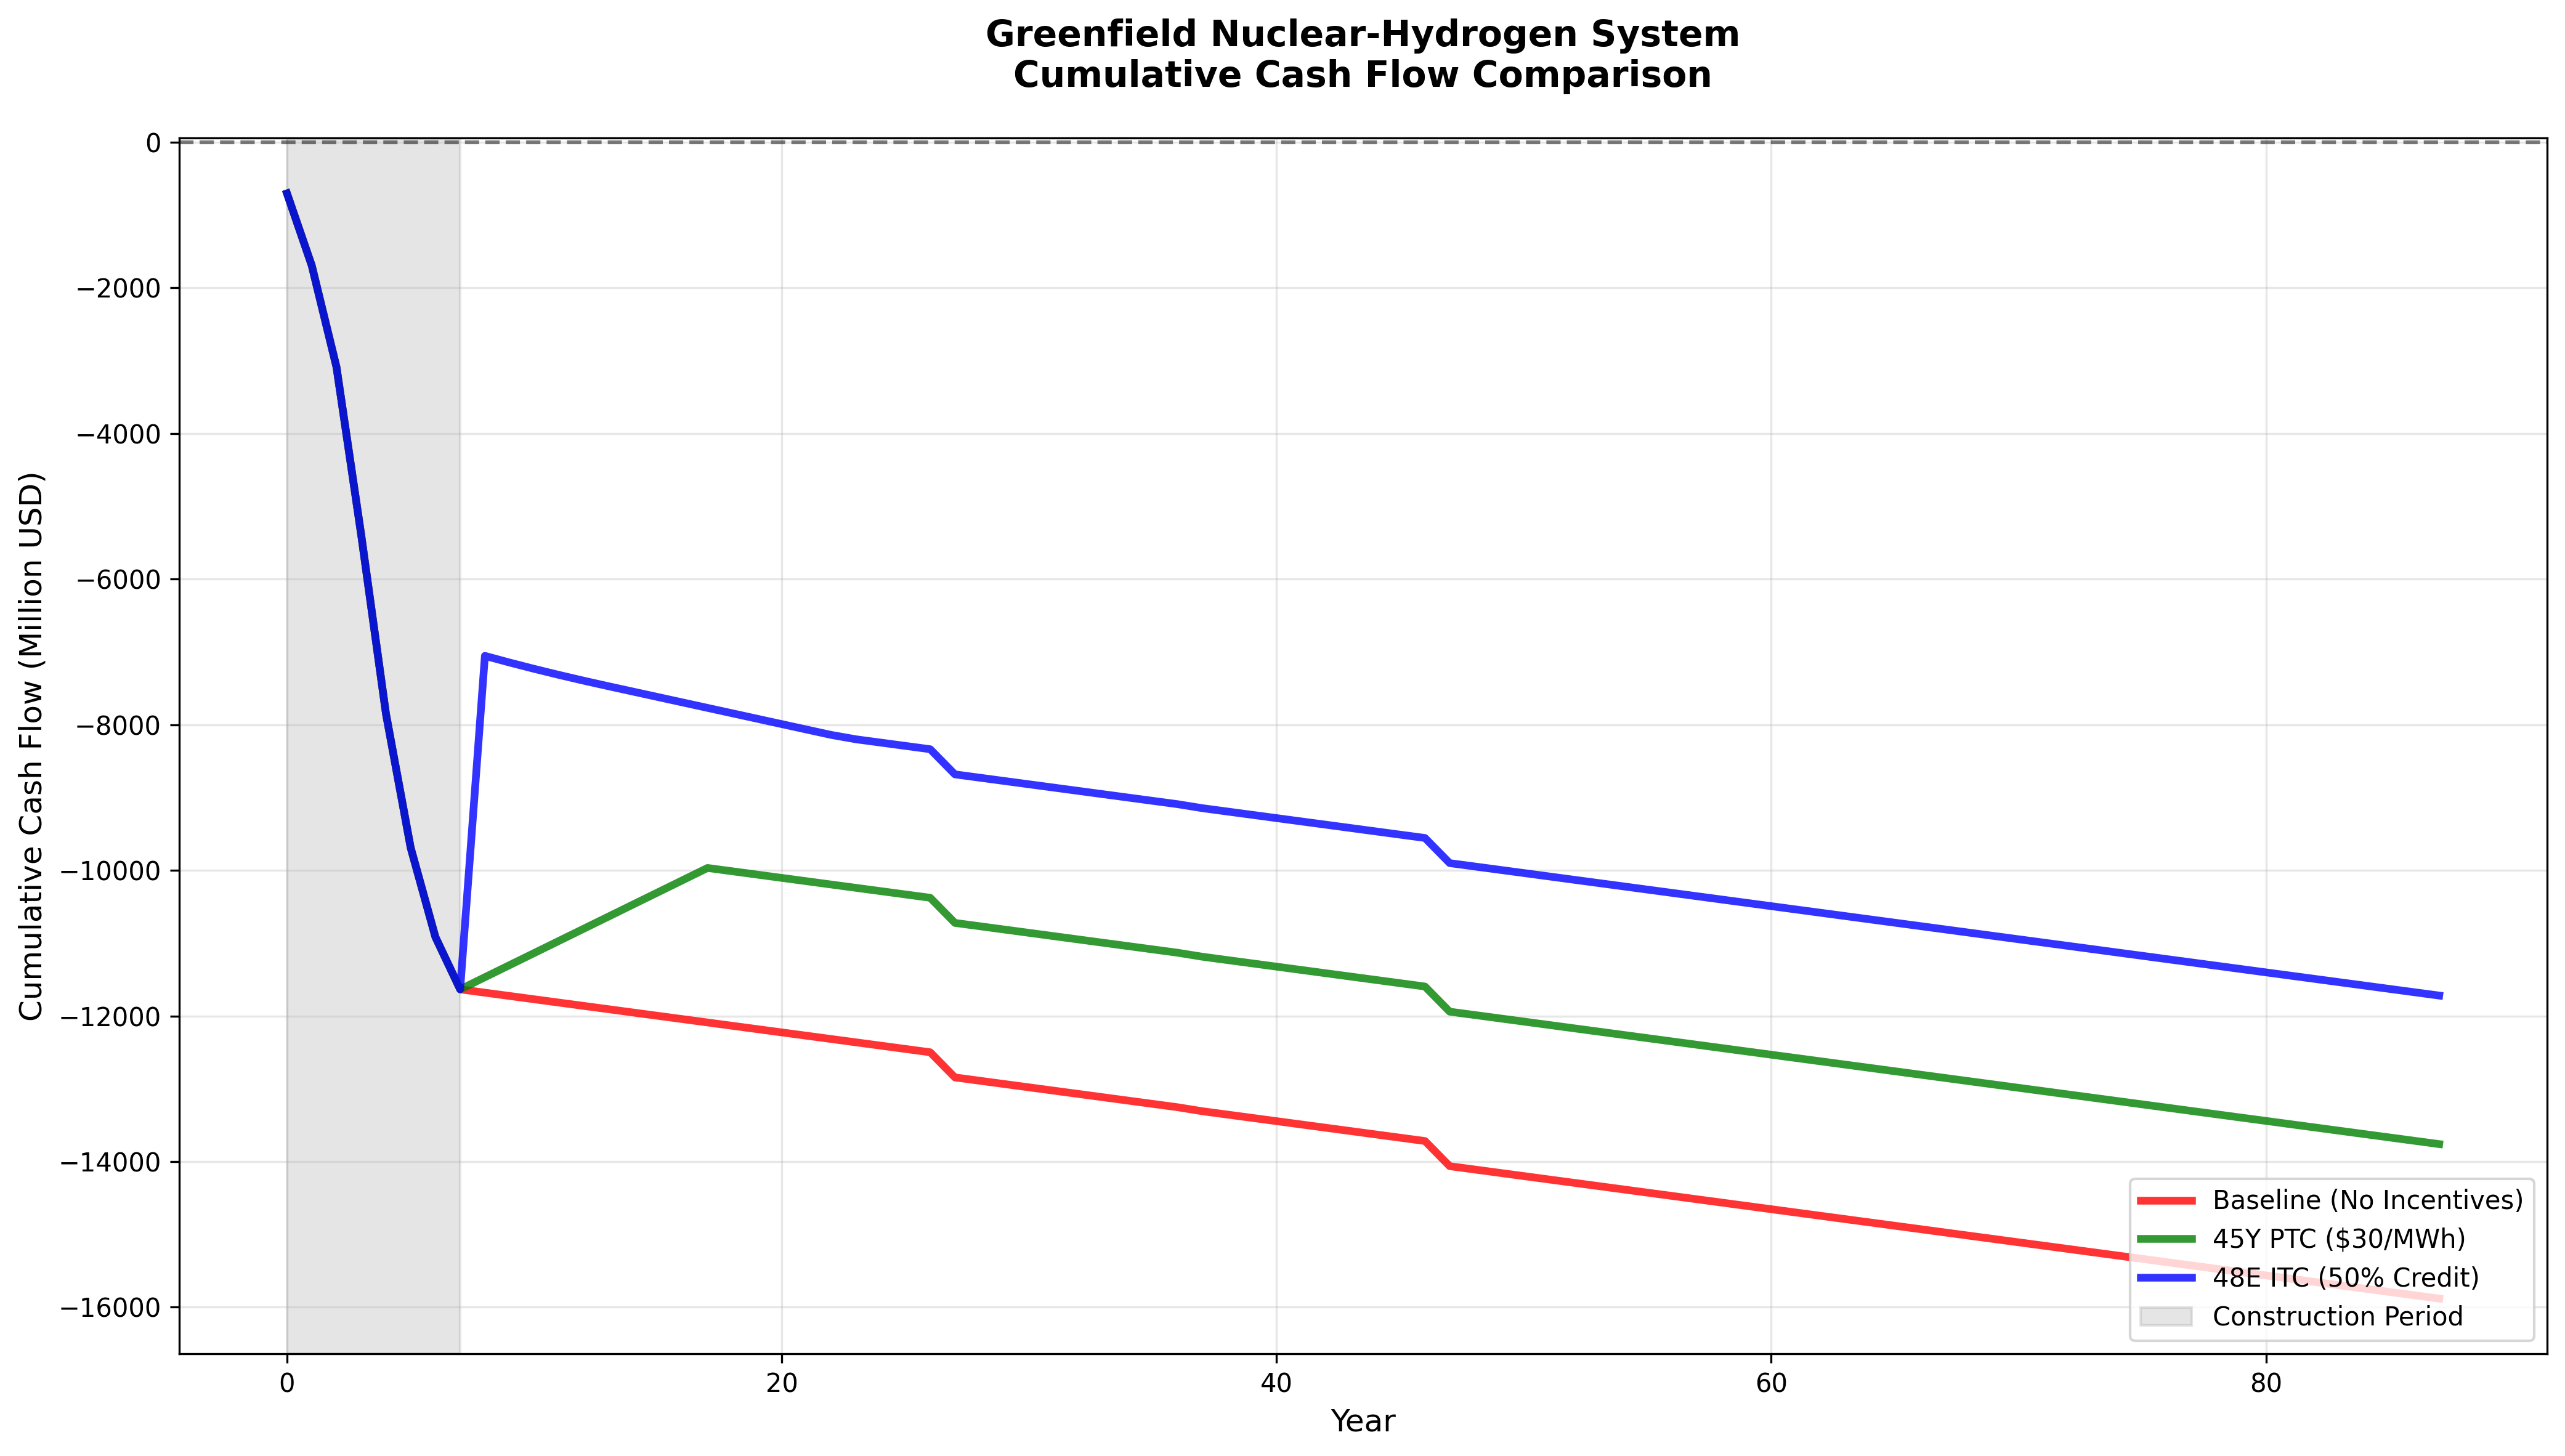 Greenfield Nuclear-Hydrogen System
Cumulative Cash Flow Comparison
Cumulative Cash Flow (Million USD)
0
−2000
−4000
−6000
−8000
−10000
−12000
−14000
−16000
0
20
40
60
80
Year
Baseline (No Incentives)
45Y PTC ($30/MWh)
48E ITC (50% Credit)
Construction Period